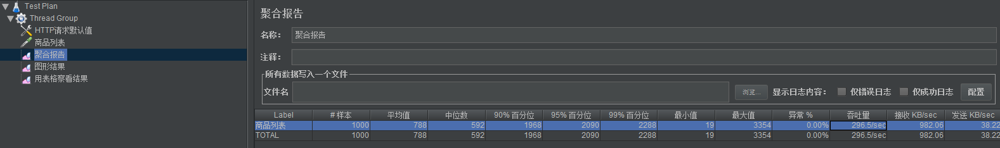 Test Plan
Thread Group
HTTP请求默认值
商品列表
聚合报告
图形结果
用表格察看结果
聚合报告
名称： 聚合报告
注释：
所有数据写入一个文件
文件名 浏览... 显示日志内容： 仅错误日志 仅成功日志 配置
Label # 样本 平均值 中位数 90% 百分位 95% 百分位 99% 百分位 最小值 最大值 异常 % 吞吐量 接收 KB/sec 发送 KB/sec
商品列表 1000 788 592 1968 2090 2288 19 3354 0.00% 296.5/sec 982.06 38.22
TOTAL 1000 788 592 1968 2090 2288 19 3354 0.00% 296.5/sec 982.06 38.22